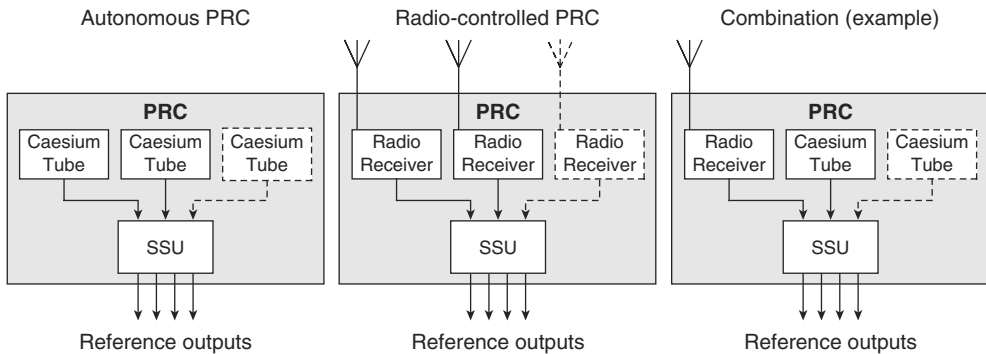 Autonomous PRC
Radio-controlled PRC
Combination (example)
PRC
Caesium
Tube
Caesium
Tube
Caesium
Tube
SSU
Reference outputs
PRC
Radio
Receiver
Radio
Receiver
Radio
Receiver
SSU
Reference outputs
PRC
Radio
Receiver
Caesium
Tube
Caesium
Tube
SSU
Reference outputs